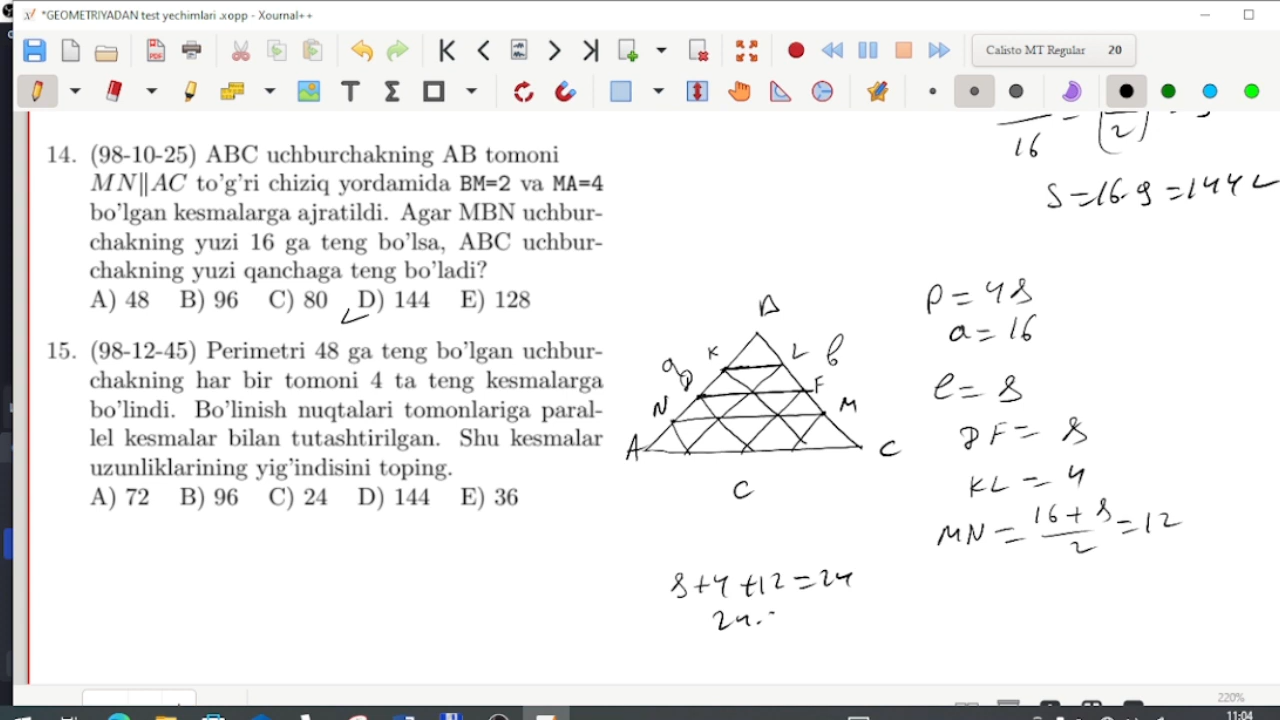 *GEOMETRIYADAN test yechimlari .xopp - Xournal++
Calisto MT Regular 20
16
2
S=16·9=144
14. (98-10-25) ABC uchburchakning AB tomoni
MN||AC to'g'ri chiziq yordamida BM=2 va MA=4
bo'lgan kesmalarga ajratildi. Agar MBN uchbur-
chakning yuzi 16 ga teng bo'lsa, ABC uchbur-
chakning yuzi qanchaga teng bo'ladi?
A) 48 B) 96 C) 80 D) 144 E) 128
15. (98-12-45) Perimetri 48 ga teng bo'lgan uchbur-
chakning har bir tomoni 4 ta teng kesmalarga
bo'lindi. Bo'linish nuqtalari tomonlariga paral-
lel kesmalar bilan tutashtirilgan. Shu kesmalar
uzunliklarining yig'indisini toping.
A) 72 B) 96 C) 24 D) 144 E) 36
B
K L b
a D F
N M
A C
C
P=48
a=16
l=8
DF=8
KL=4
MN=16+8/2=12
8+4+12=24
24·
220%
11:04